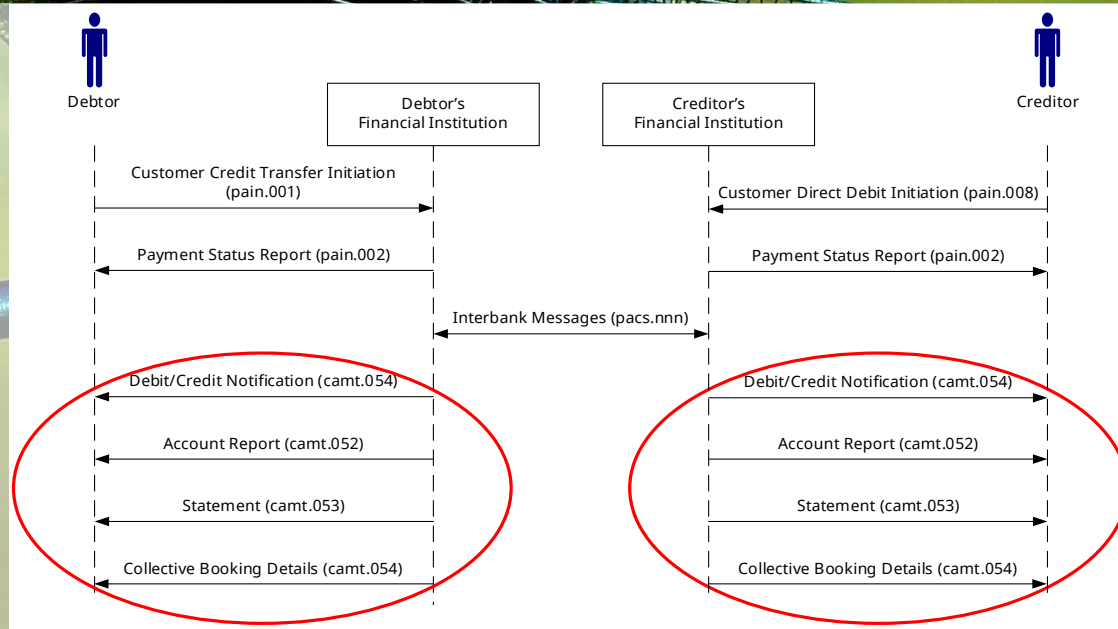 Debtor
Debtor's
Financial Institution
Creditor's
Financial Institution
Creditor
Customer Credit Transfer Initiation
(pain.001)
Customer Direct Debit Initiation (pain.008)
Payment Status Report (pain.002)
Payment Status Report (pain.002)
Interbank Messages (pacs.nnn)
Debit/Credit Notification (camt.054)
Debit/Credit Notification (camt.054)
Account Report (camt.052)
Account Report (camt.052)
Statement (camt.053)
Statement (camt.053)
Collective Booking Details (camt.054)
Collective Booking Details (camt.054)